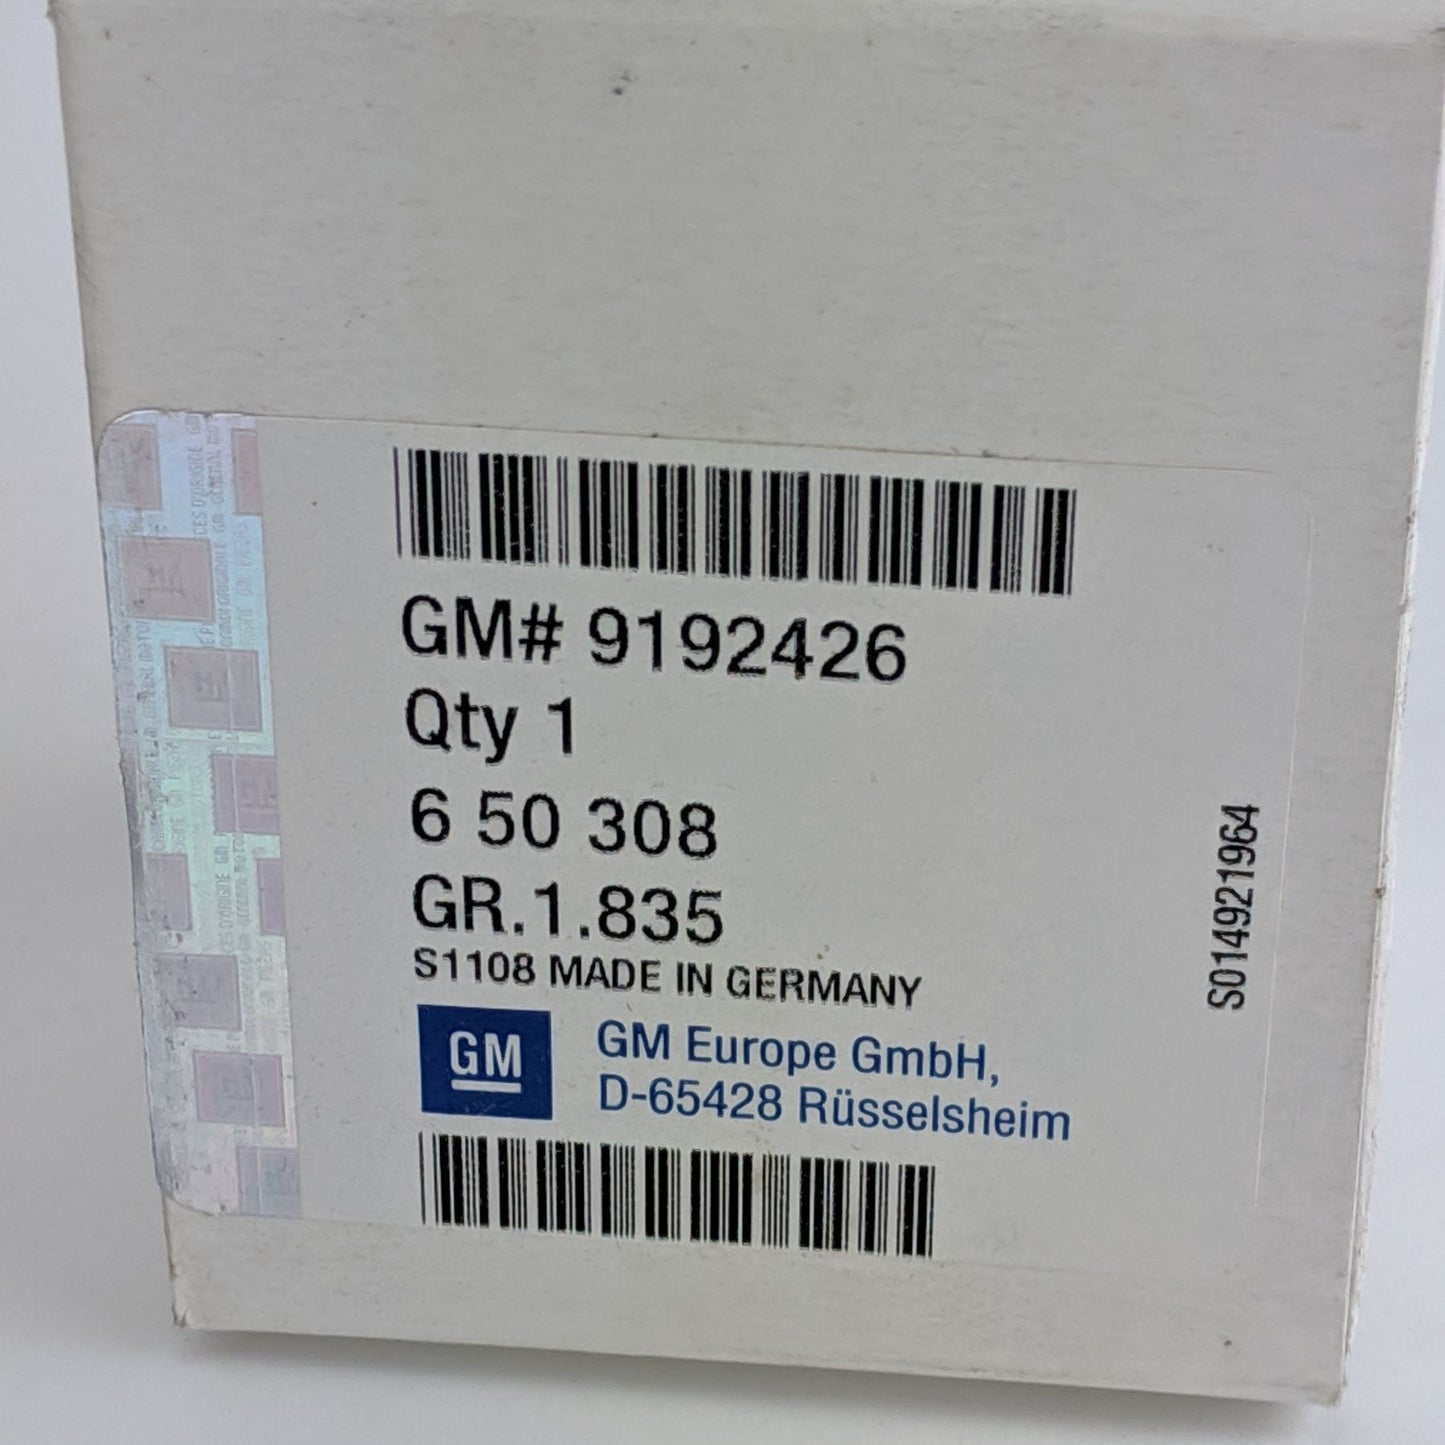 GM# 9192426
Qty 1
6 50 308
GR.1.835
S1108 MADE IN GERMANY
GM
GM Europe GmbH,
D-65428 Rüsselsheim
S014921964